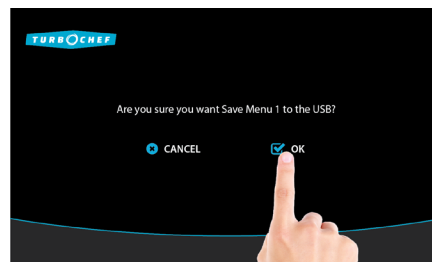 TURBOCHEF
Are you sure you want Save Menu 1 to the USB?
CANCEL
OK